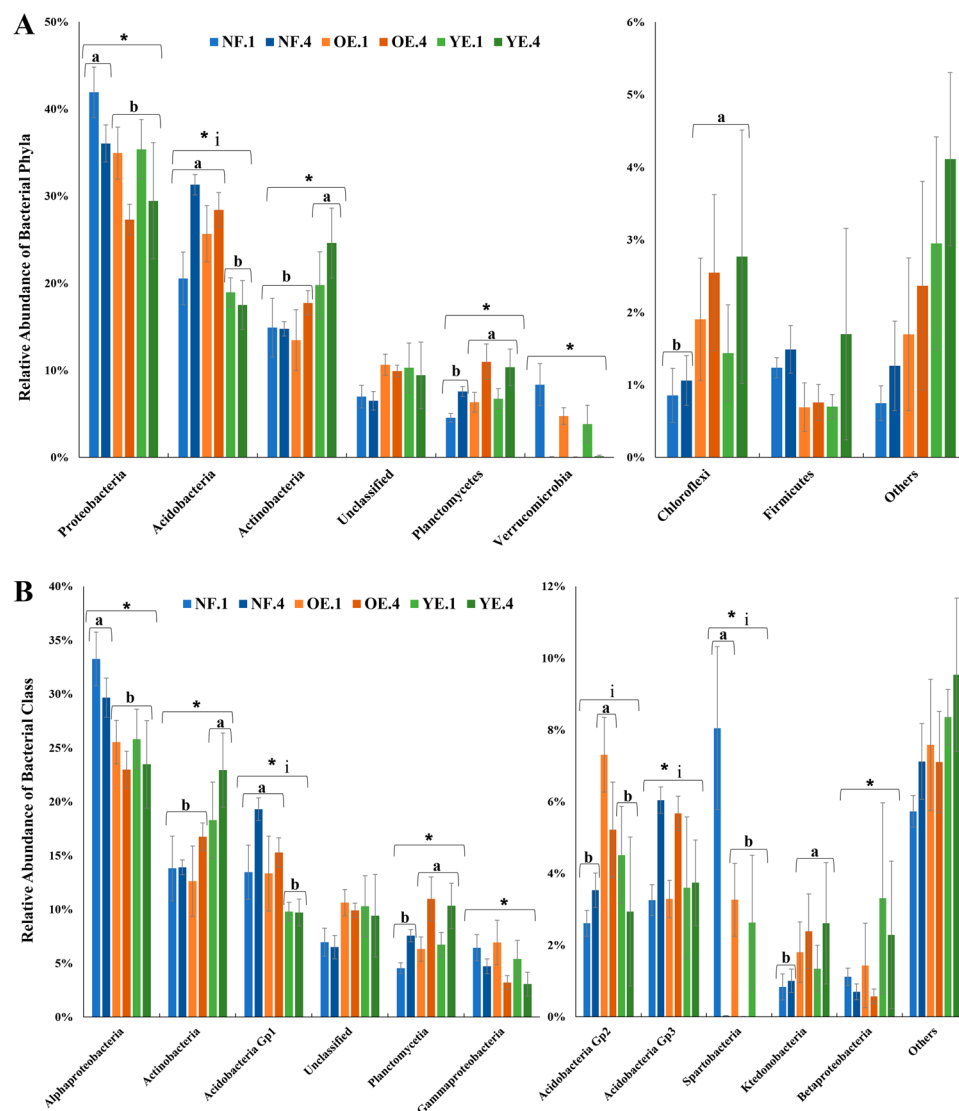 A
Relative Abundance of Bacterial Phyla
50%
40%
30%
20%
10%
0%
NF.1 NF.4 OE.1 OE.4 YE.1 YE.4
*
a
b
* i
a
b
*
a
b
*
a
b
*
Proteobacteria
Acidobacteria
Actinobacteria
Unclassified
Planctomycetes
Verrucomicrobia
6%
5%
4%
3%
2%
1%
0%
a
b
Chloroflexi
Firmicutes
Others
B
Relative Abundance of Bacterial Class
40%
35%
30%
25%
20%
15%
10%
5%
0%
NF.1 NF.4 OE.1 OE.4 YE.1 YE.4
*
a
b
*
a
b
* i
a
b
*
a
b
*
Alphaproteobacteria
Actinobacteria
Acidobacteria Gp1
Unclassified
Planctomycetia
Gammaproteobacteria
12%
10%
8%
6%
4%
2%
0%
i
a
b
b
* i
* i
a
b
a
b
*
Acidobacteria Gp2
Acidobacteria Gp3
Spartobacteria
Ktedonobacteria
Betaproteobacteria
Others